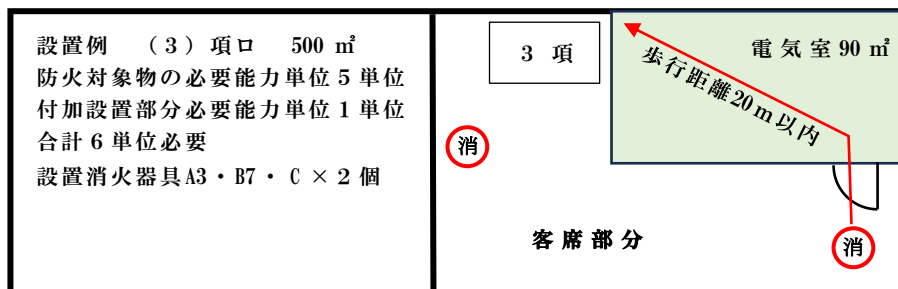 設置例　（３）項ロ　500 ㎡
防火対象物の必要能力単位５単位
付加設置部分必要能力単位１単位
合計６単位必要
設置消火器具A3・B7・C × 2 個
3 項
電気室 90 ㎡
歩行距離20ｍ以内
消
客席部分
消